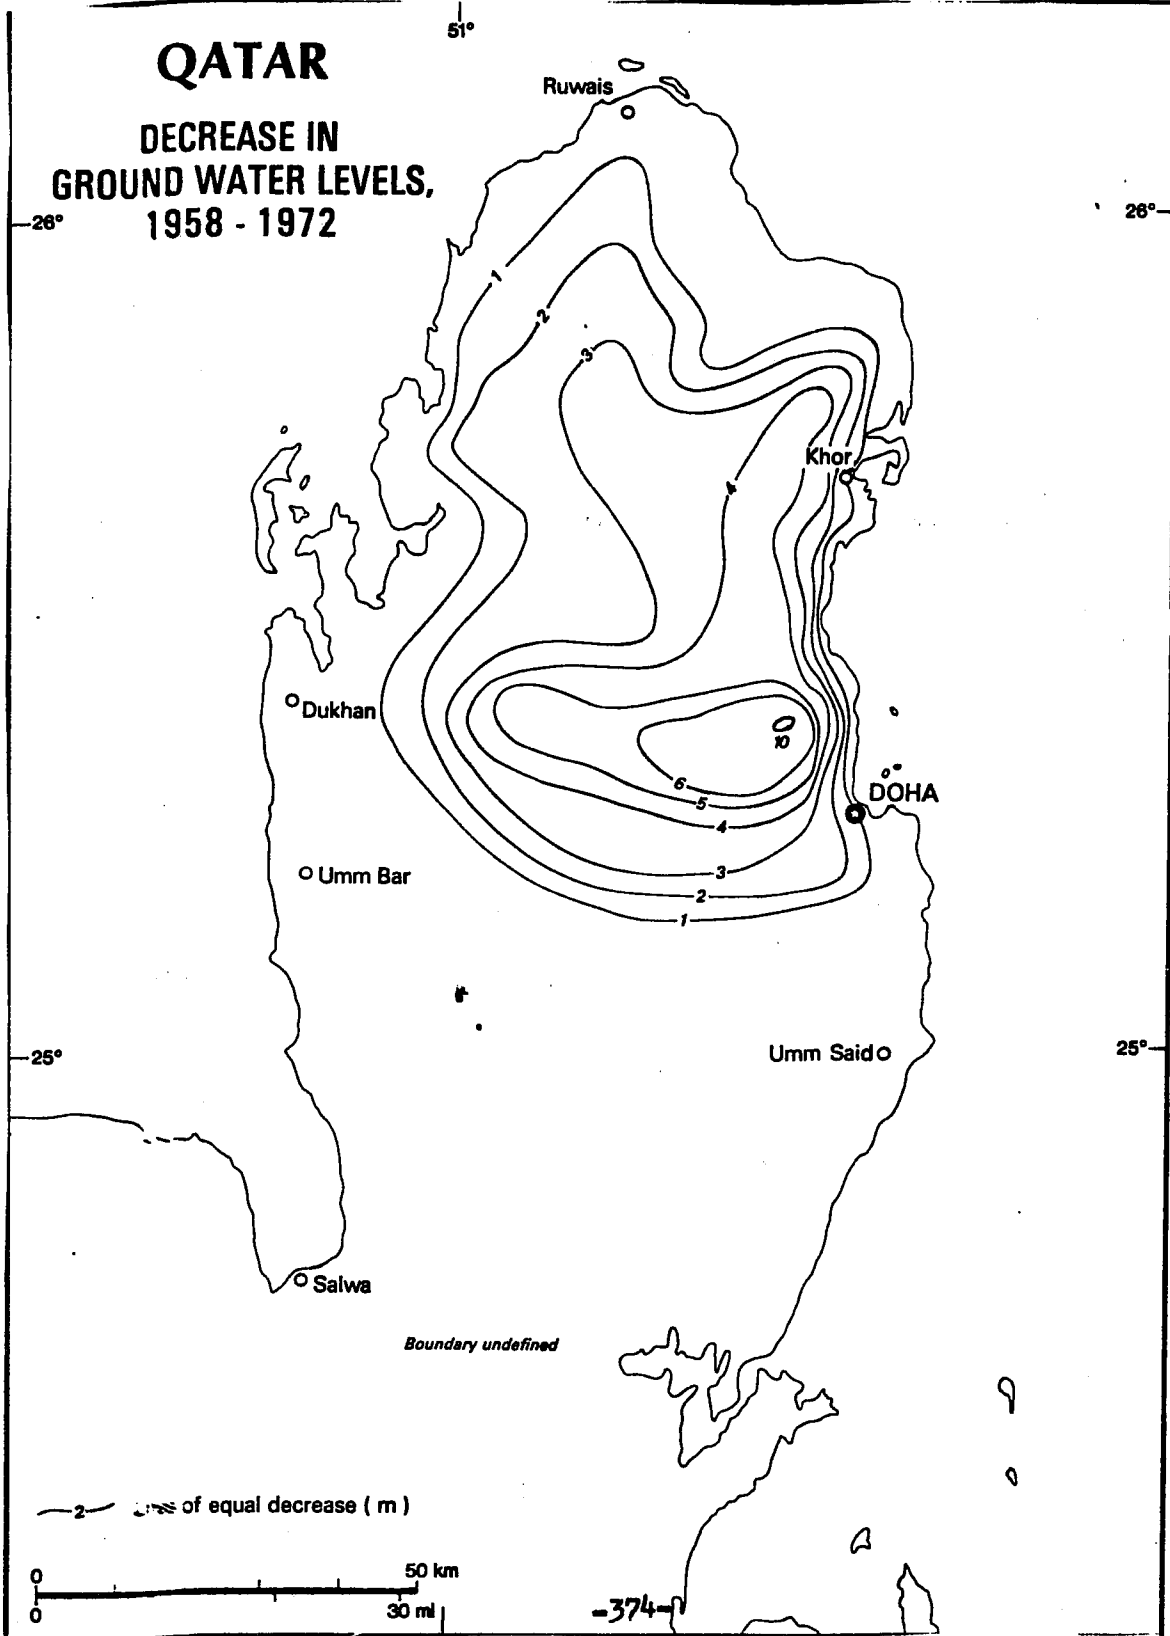 51°
QATAR
DECREASE IN
GROUND WATER LEVELS,
1958 - 1972
Ruwais
26°
26°
1
2
3
4
Khor
Dukhan
10
6
5
4
3
2
1
DOHA
Umm Bar
Umm Said
25°
25°
Salwa
Boundary undefined
2 of equal decrease ( m )
0 50 km
0 30 mi
-374-